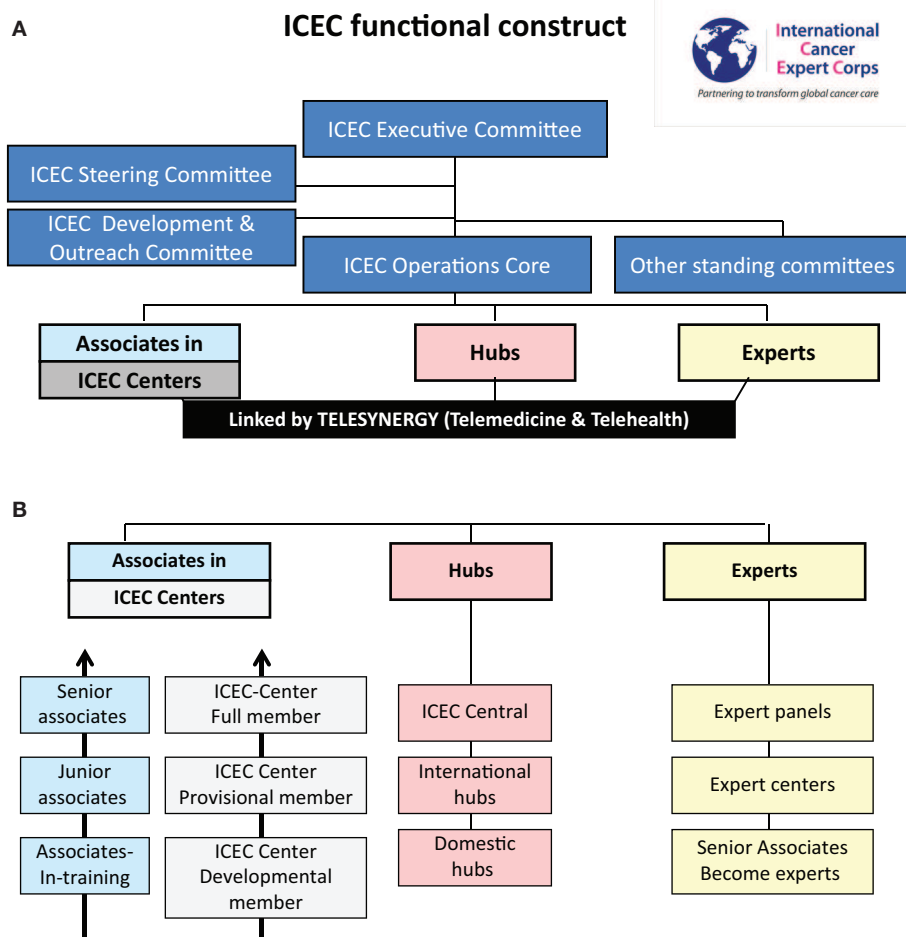 A
ICEC functional construct
International
Cancer
Expert Corps
Partnering to transform global cancer care
ICEC Executive Committee
ICEC Steering Committee
ICEC Development &
Outreach Committee
ICEC Operations Core
Other standing committees
Associates in
ICEC Centers
Hubs
Experts
Linked by TELESYNERGY (Telemedicine & Telehealth)
B
Associates in
ICEC Centers
Hubs
Experts
Senior
associates
ICEC-Center
Full member
ICEC Central
Expert panels
Junior
associates
ICEC Center
Provisional member
International
hubs
Expert centers
Associates-
In-training
ICEC Center
Developmental
member
Domestic
hubs
Senior Associates
Become experts